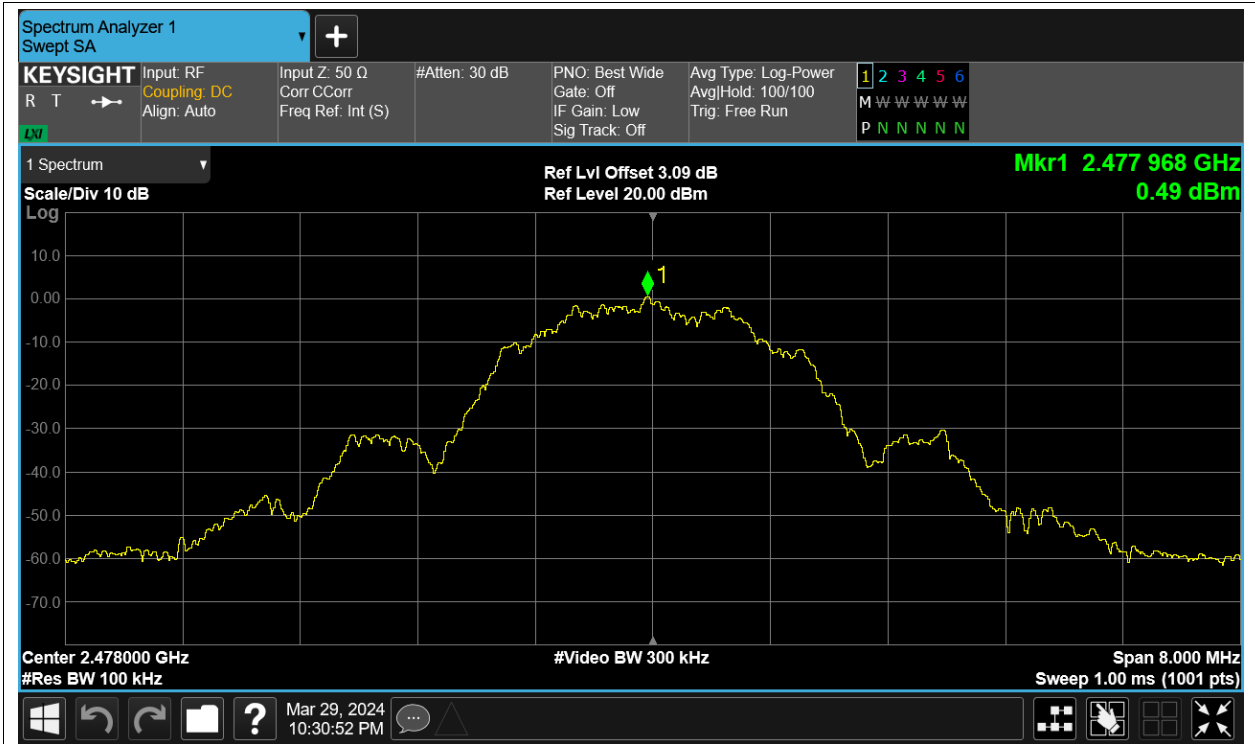 Spectrum Analyzer 1
Swept SA
KEYSIGHT
R T
LXI
Input: RF
Coupling: DC
Align: Auto
Input Z: 50 Ω
Corr CCorr
Freq Ref: Int (S)
#Atten: 30 dB
PNO: Best Wide
Gate: Off
IF Gain: Low
Sig Track: Off
Avg Type: Log-Power
Avg|Hold: 100/100
Trig: Free Run
1 2 3 4 5 6
M W W W W W
P N N N N N
1 Spectrum
Scale/Div 10 dB
Ref Lvl Offset 3.09 dB
Ref Level 20.00 dBm
Mkr1 2.477 968 GHz
0.49 dBm
Log
10.0
0.00
-10.0
-20.0
-30.0
-40.0
-50.0
-60.0
-70.0
1
Center 2.478000 GHz
#Video BW 300 kHz
Span 8.000 MHz
#Res BW 100 kHz
Sweep 1.00 ms (1001 pts)
?
Mar 29, 2024
10:30:52 PM